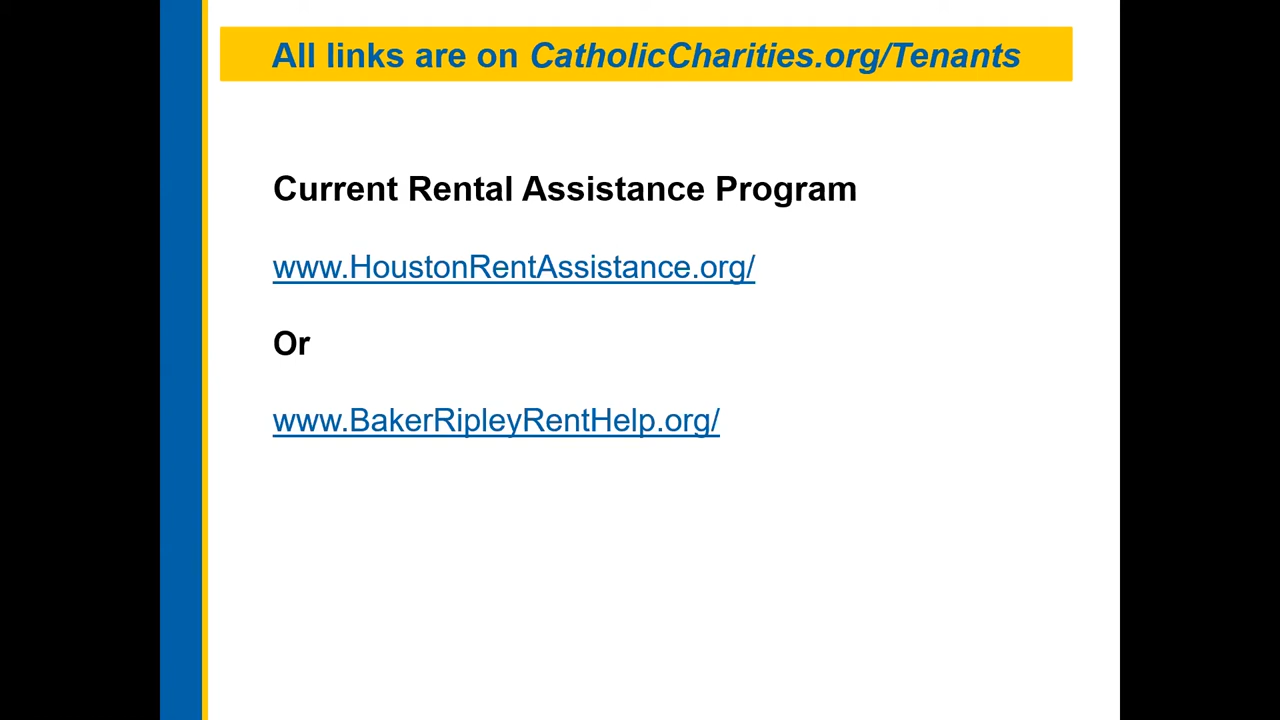 All links are on CatholicCharities.org/Tenants
Current Rental Assistance Program
www.HoustonRentAssistance.org/
Or
www.BakerRipleyRentHelp.org/